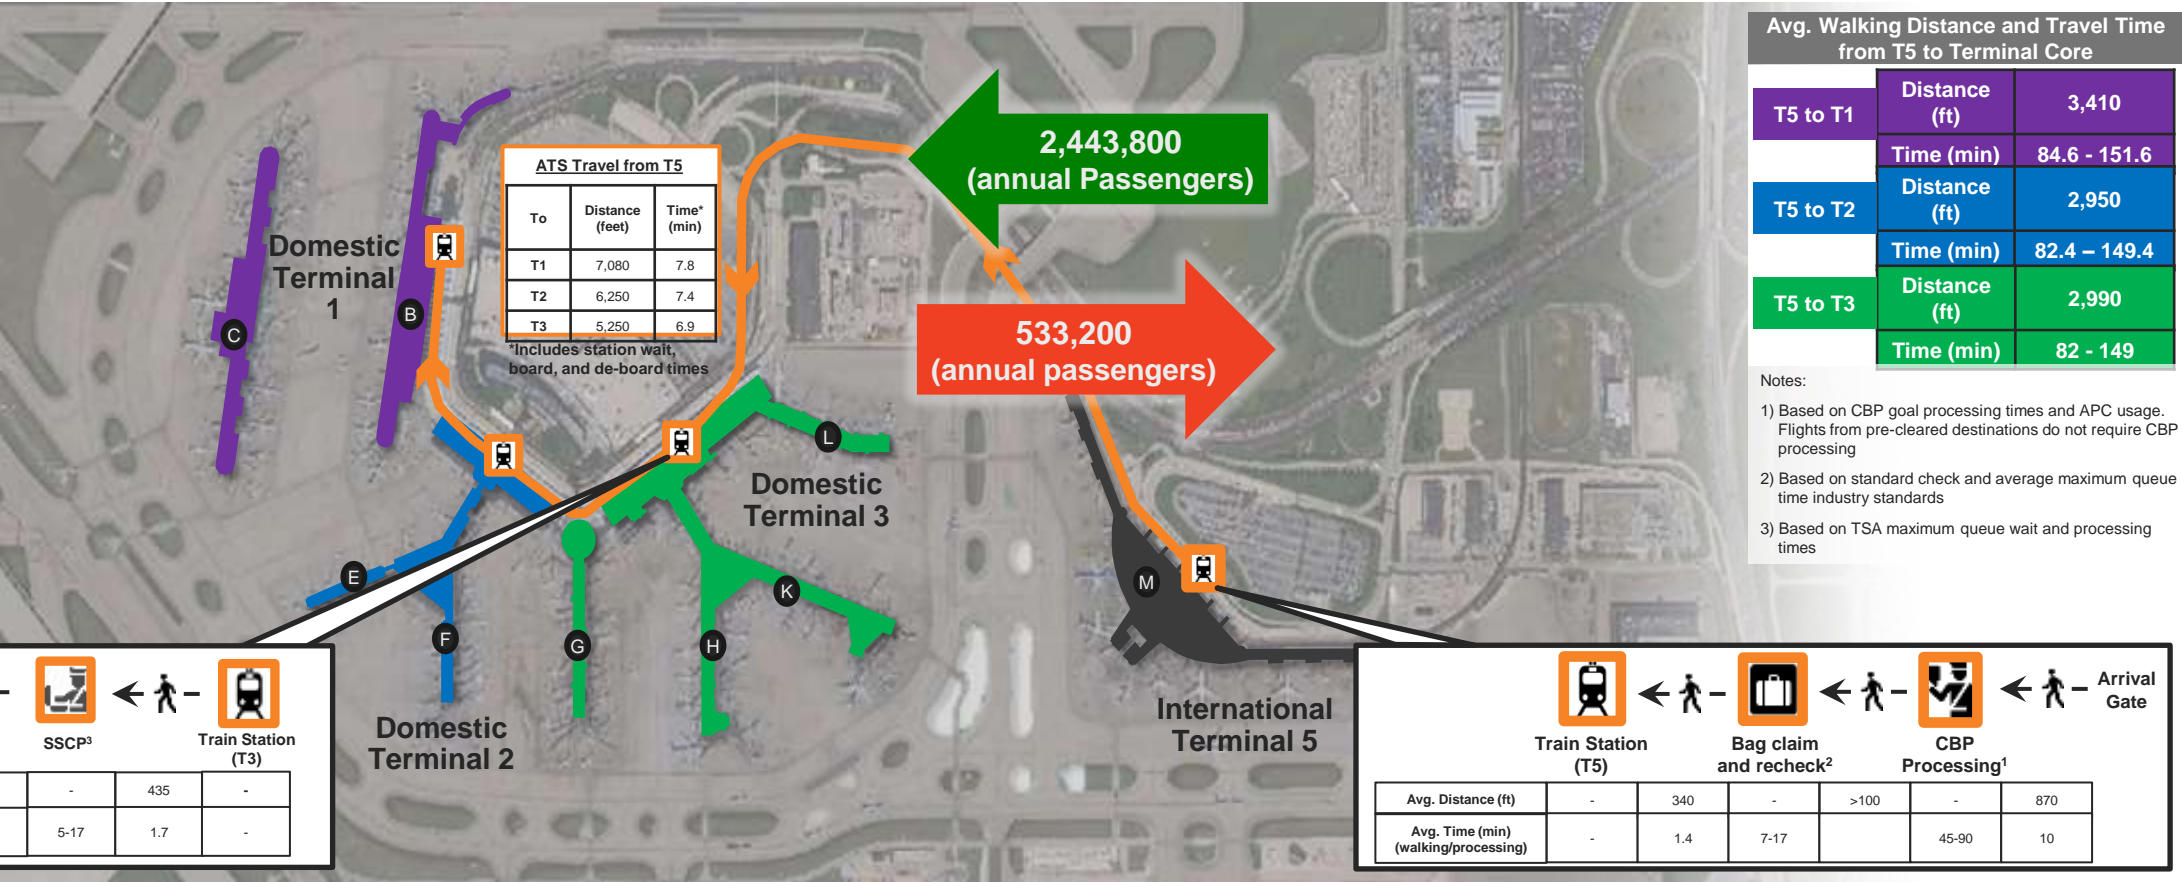 Avg. Walking Distance and Travel Time
from T5 to Terminal Core
T5 to T1
Distance
(ft)
3,410
Time (min)
84.6 - 151.6
T5 to T2
Distance
(ft)
2,950
Time (min)
82.4 – 149.4
T5 to T3
Distance
(ft)
2,990
Time (min)
82 - 149
Notes:
1) Based on CBP goal processing times and APC usage.
Flights from pre-cleared destinations do not require CBP
processing
2) Based on standard check and average maximum queue
time industry standards
3) Based on TSA maximum queue wait and processing
times
2,443,800
(annual Passengers)
533,200
(annual passengers)
ATS Travel from T5
To
Distance
(feet)
Time*
(min)
T1 7,080 7.8
T2 6,250 7.4
T3 5,250 6.9
*Includes station wait,
board, and de-board times
Domestic
Terminal
1
C
B
L
Domestic
Terminal 3
E
F
G
H
K
M
Domestic
Terminal 2
International
Terminal 5
SSCP3
Train Station
(T3)
- 435 -
5-17 1.7 -
Arrival
Gate
Train Station
(T5)
Bag claim
and recheck2
CBP
Processing1
Avg. Distance (ft) - 340 - >100 - 870
Avg. Time (min)
(walking/processing)
- 1.4 7-17 45-90 10